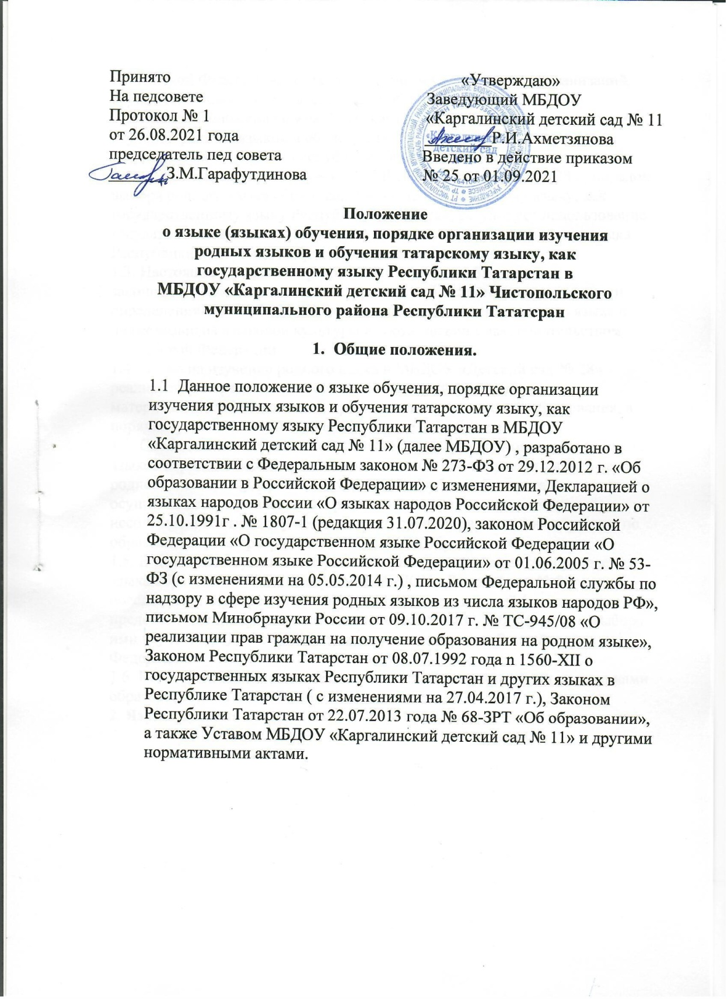 Принято
На педсовете
Протокол № 1
от 26.08.2021 года
председатель пед совета
З.М.Гарафутдинова
«Утверждаю»
Заведующий МБДОУ
«Каргалинский детский сад № 11
Р.И.Ахметзянова
Введено в действие приказом
№ 25 от 01.09.2021
«Каргалинский
детский сад
Положение
о языке (языках) обучения, порядке организации изучения
родных языков и обучения татарскому языку, как
государственному языку Республики Татарстан в
МБДОУ «Каргалинский детский сад № 11» Чистопольского
муниципального района Республики Тататсран
1. Общие положения.
1.1 Данное положение о языке обучения, порядке организации
изучения родных языков и обучения татарскому языку, как
государственному языку Республики Татарстан в МБДОУ
«Каргалинский детский сад № 11» (далее МБДОУ) , разработано в
соответствии с Федеральным законом № 273-ФЗ от 29.12.2012 г. «Об
образовании в Российской Федерации» с изменениями, Декларацией о
языках народов России «О языках народов Российской Федерации» от
25.10.1991г . № 1807-1 (редакция 31.07.2020), законом Российской
Федерации «О государственном языке Российской Федерации «О
государственном языке Российской Федерации» от 01.06.2005 г. № 53-
ФЗ (с изменениями на 05.05.2014 г.) , письмом Федеральной службы по
надзору в сфере изучения родных языков из числа языков народов РФ»,
письмом Минобрнауки России от 09.10.2017 г. № ТС-945/08 «О
реализации прав граждан на получение образования на родном языке»,
Законом Республики Татарстан от 08.07.1992 года n 1560-XII о
государственных языках Республики Татарстан и других языках в
Республике Татарстан ( с изменениями на 27.04.2017 г.), Законом
Республики Татарстан от 22.07.2013 года № 68-ЗРТ «Об образовании»,
а также Уставом МБДОУ «Каргалинский детский сад № 11» и другими
нормативными актами.